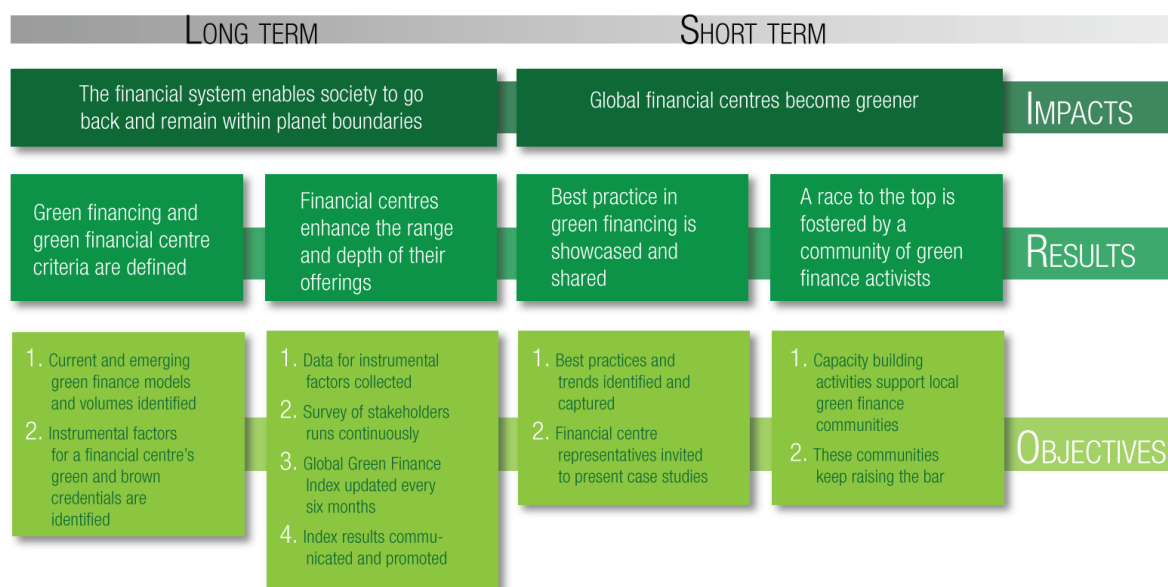 LONG TERM
SHORT TERM
The financial system enables society to go
back and remain within planet boundaries
Global financial centres become greener
IMPACTS
Green financing and
green financial centre
criteria are defined
Financial centres
enhance the range
and depth of their
offerings
Best practice in
green financing is
showcased and
shared
A race to the top is
fostered by a
community of green
finance activists
RESULTS
1. Current and emerging
green finance models
and volumes identified
2. Instrumental factors
for a financial centre's
green and brown
credentials are
identified
1. Data for instrumental
factors collected
2. Survey of stakeholders
runs continuously
3. Global Green Finance
Index updated every
six months
4. Index results commu-
nicated and promoted
1. Best practices and
trends identified and
captured
2. Financial centre
representatives invited
to present case studies
1. Capacity building
activities support local
green finance
communities
2. These communities
keep raising the bar
OBJECTIVES